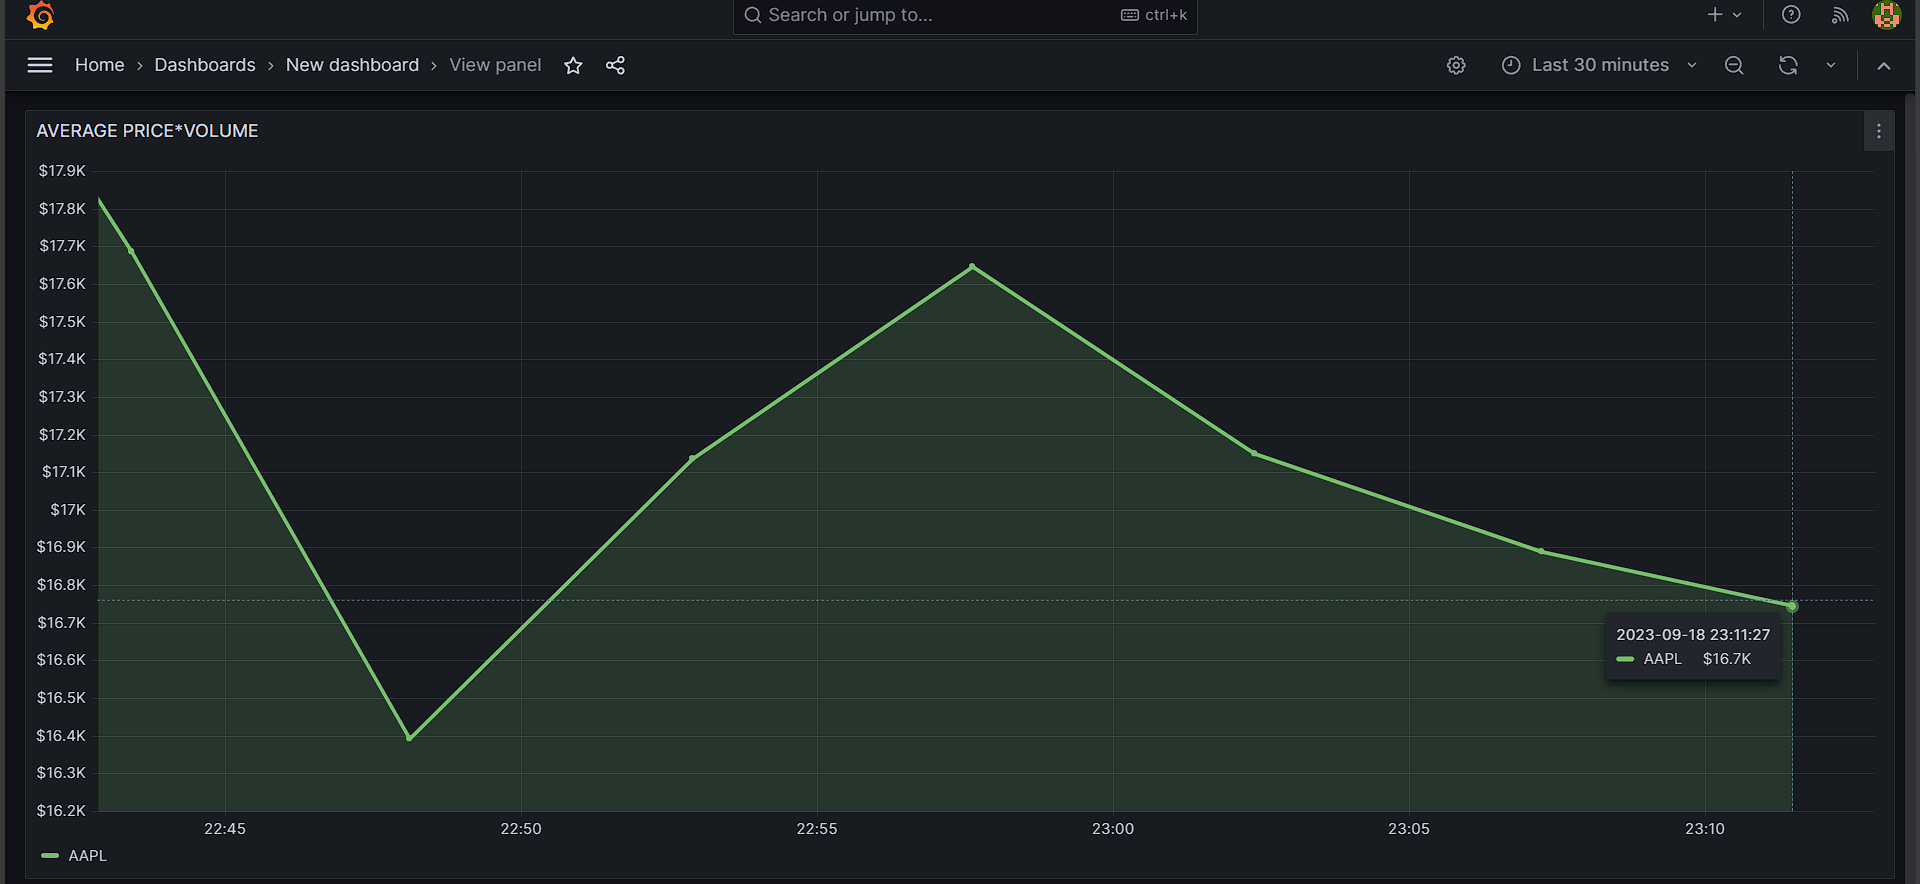 Search or jump to... ctrl+k
Home › Dashboards › New dashboard › View panel Last 30 minutes
AVERAGE PRICE*VOLUME
$17.9K
$17.8K
$17.7K
$17.6K
$17.5K
$17.4K
$17.3K
$17.2K
$17.1K
$17K
$16.9K
$16.8K
$16.7K
$16.6K
$16.5K
$16.4K
$16.3K
$16.2K
2023-09-18 23:11:27
AAPL $16.7K
22:45 22:50 22:55 23:00 23:05 23:10
AAPL